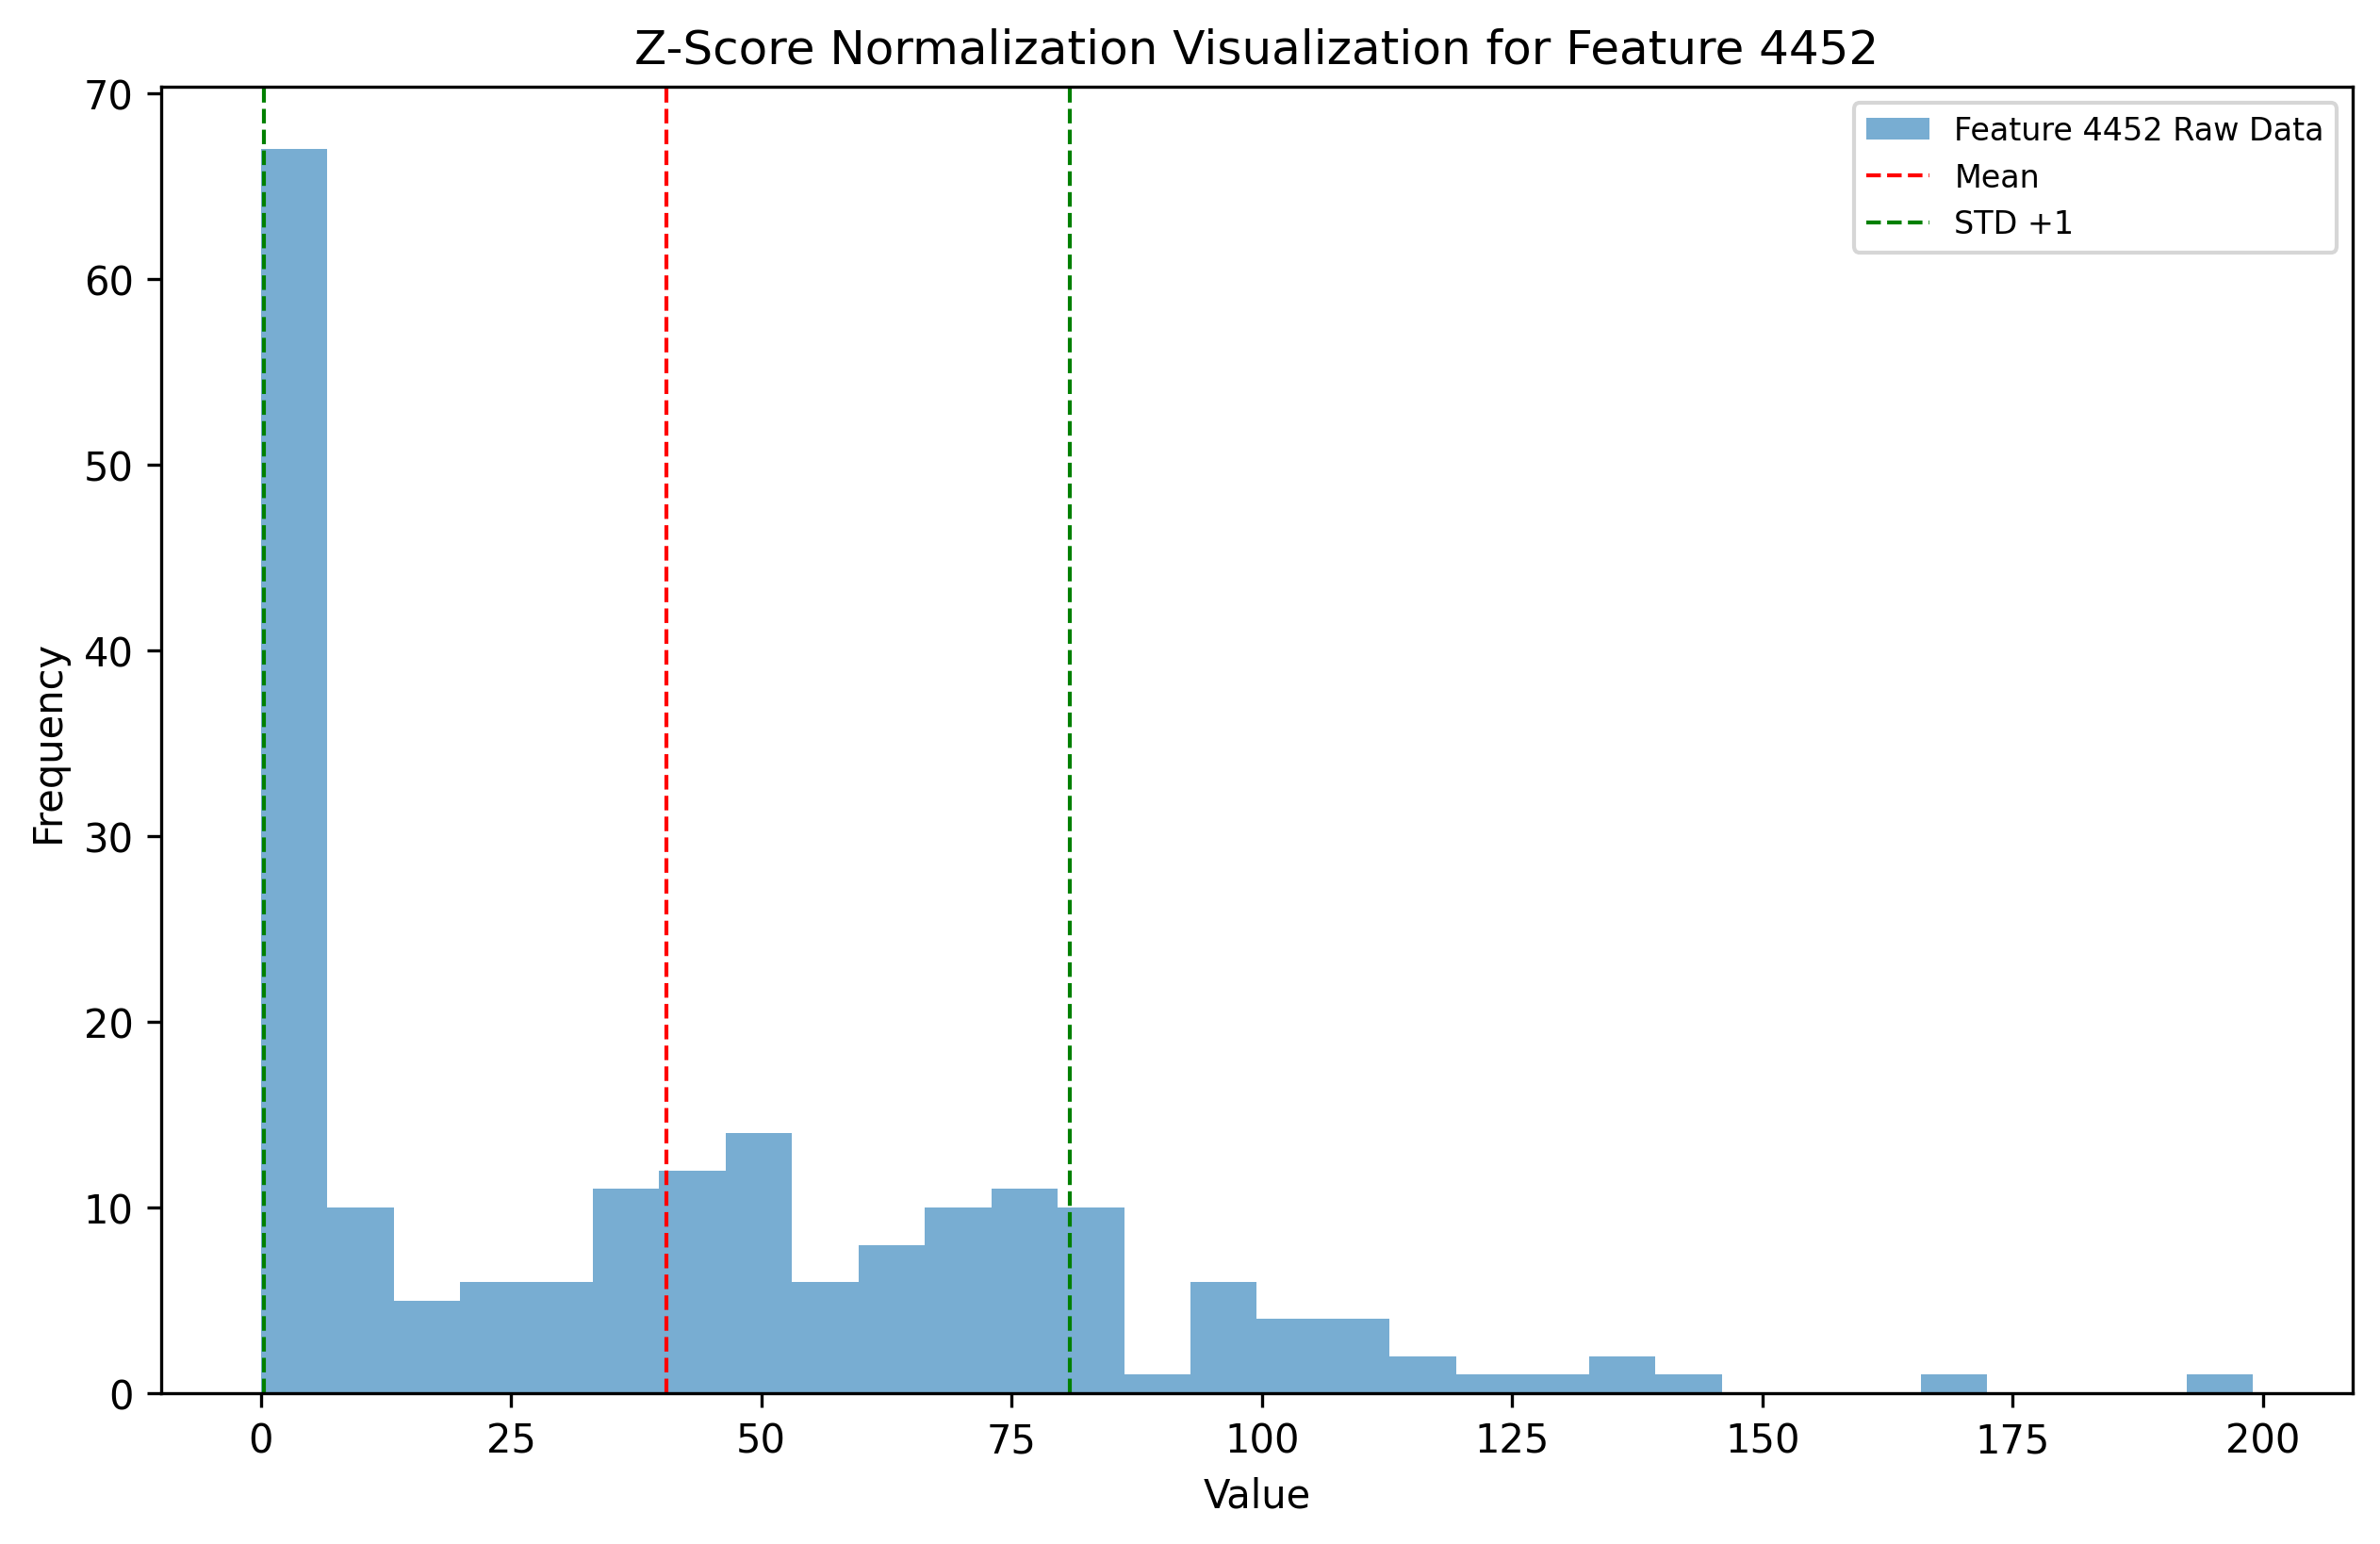 Z-Score Normalization Visualization for Feature 4452
70
60
50
40
30
20
10
0
Frequency
Feature 4452 Raw Data
Mean
STD +1
0 25 50 75 100 125 150 175 200
Value